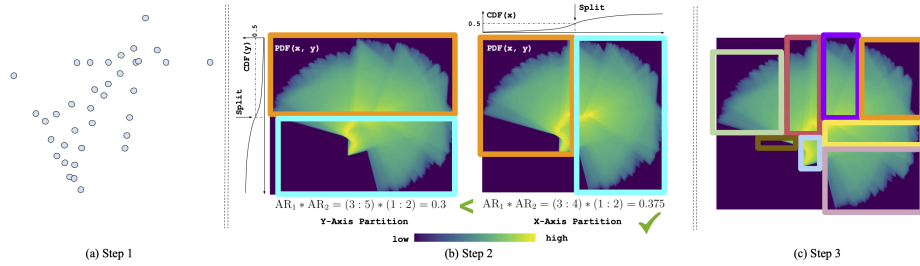 0.5
CDF(y)
Split
PDF(x, y)
AR₁ ∗ AR₂ = (3 : 5) ∗ (1 : 2) = 0.3
Y-Axis Partition
<
CDF(x)
0.5
Split
PDF(x, y)
AR₁ ∗ AR₂ = (3 : 4) ∗ (1 : 2) = 0.375
X-Axis Partition
low
high
(a) Step 1
(b) Step 2
(c) Step 3